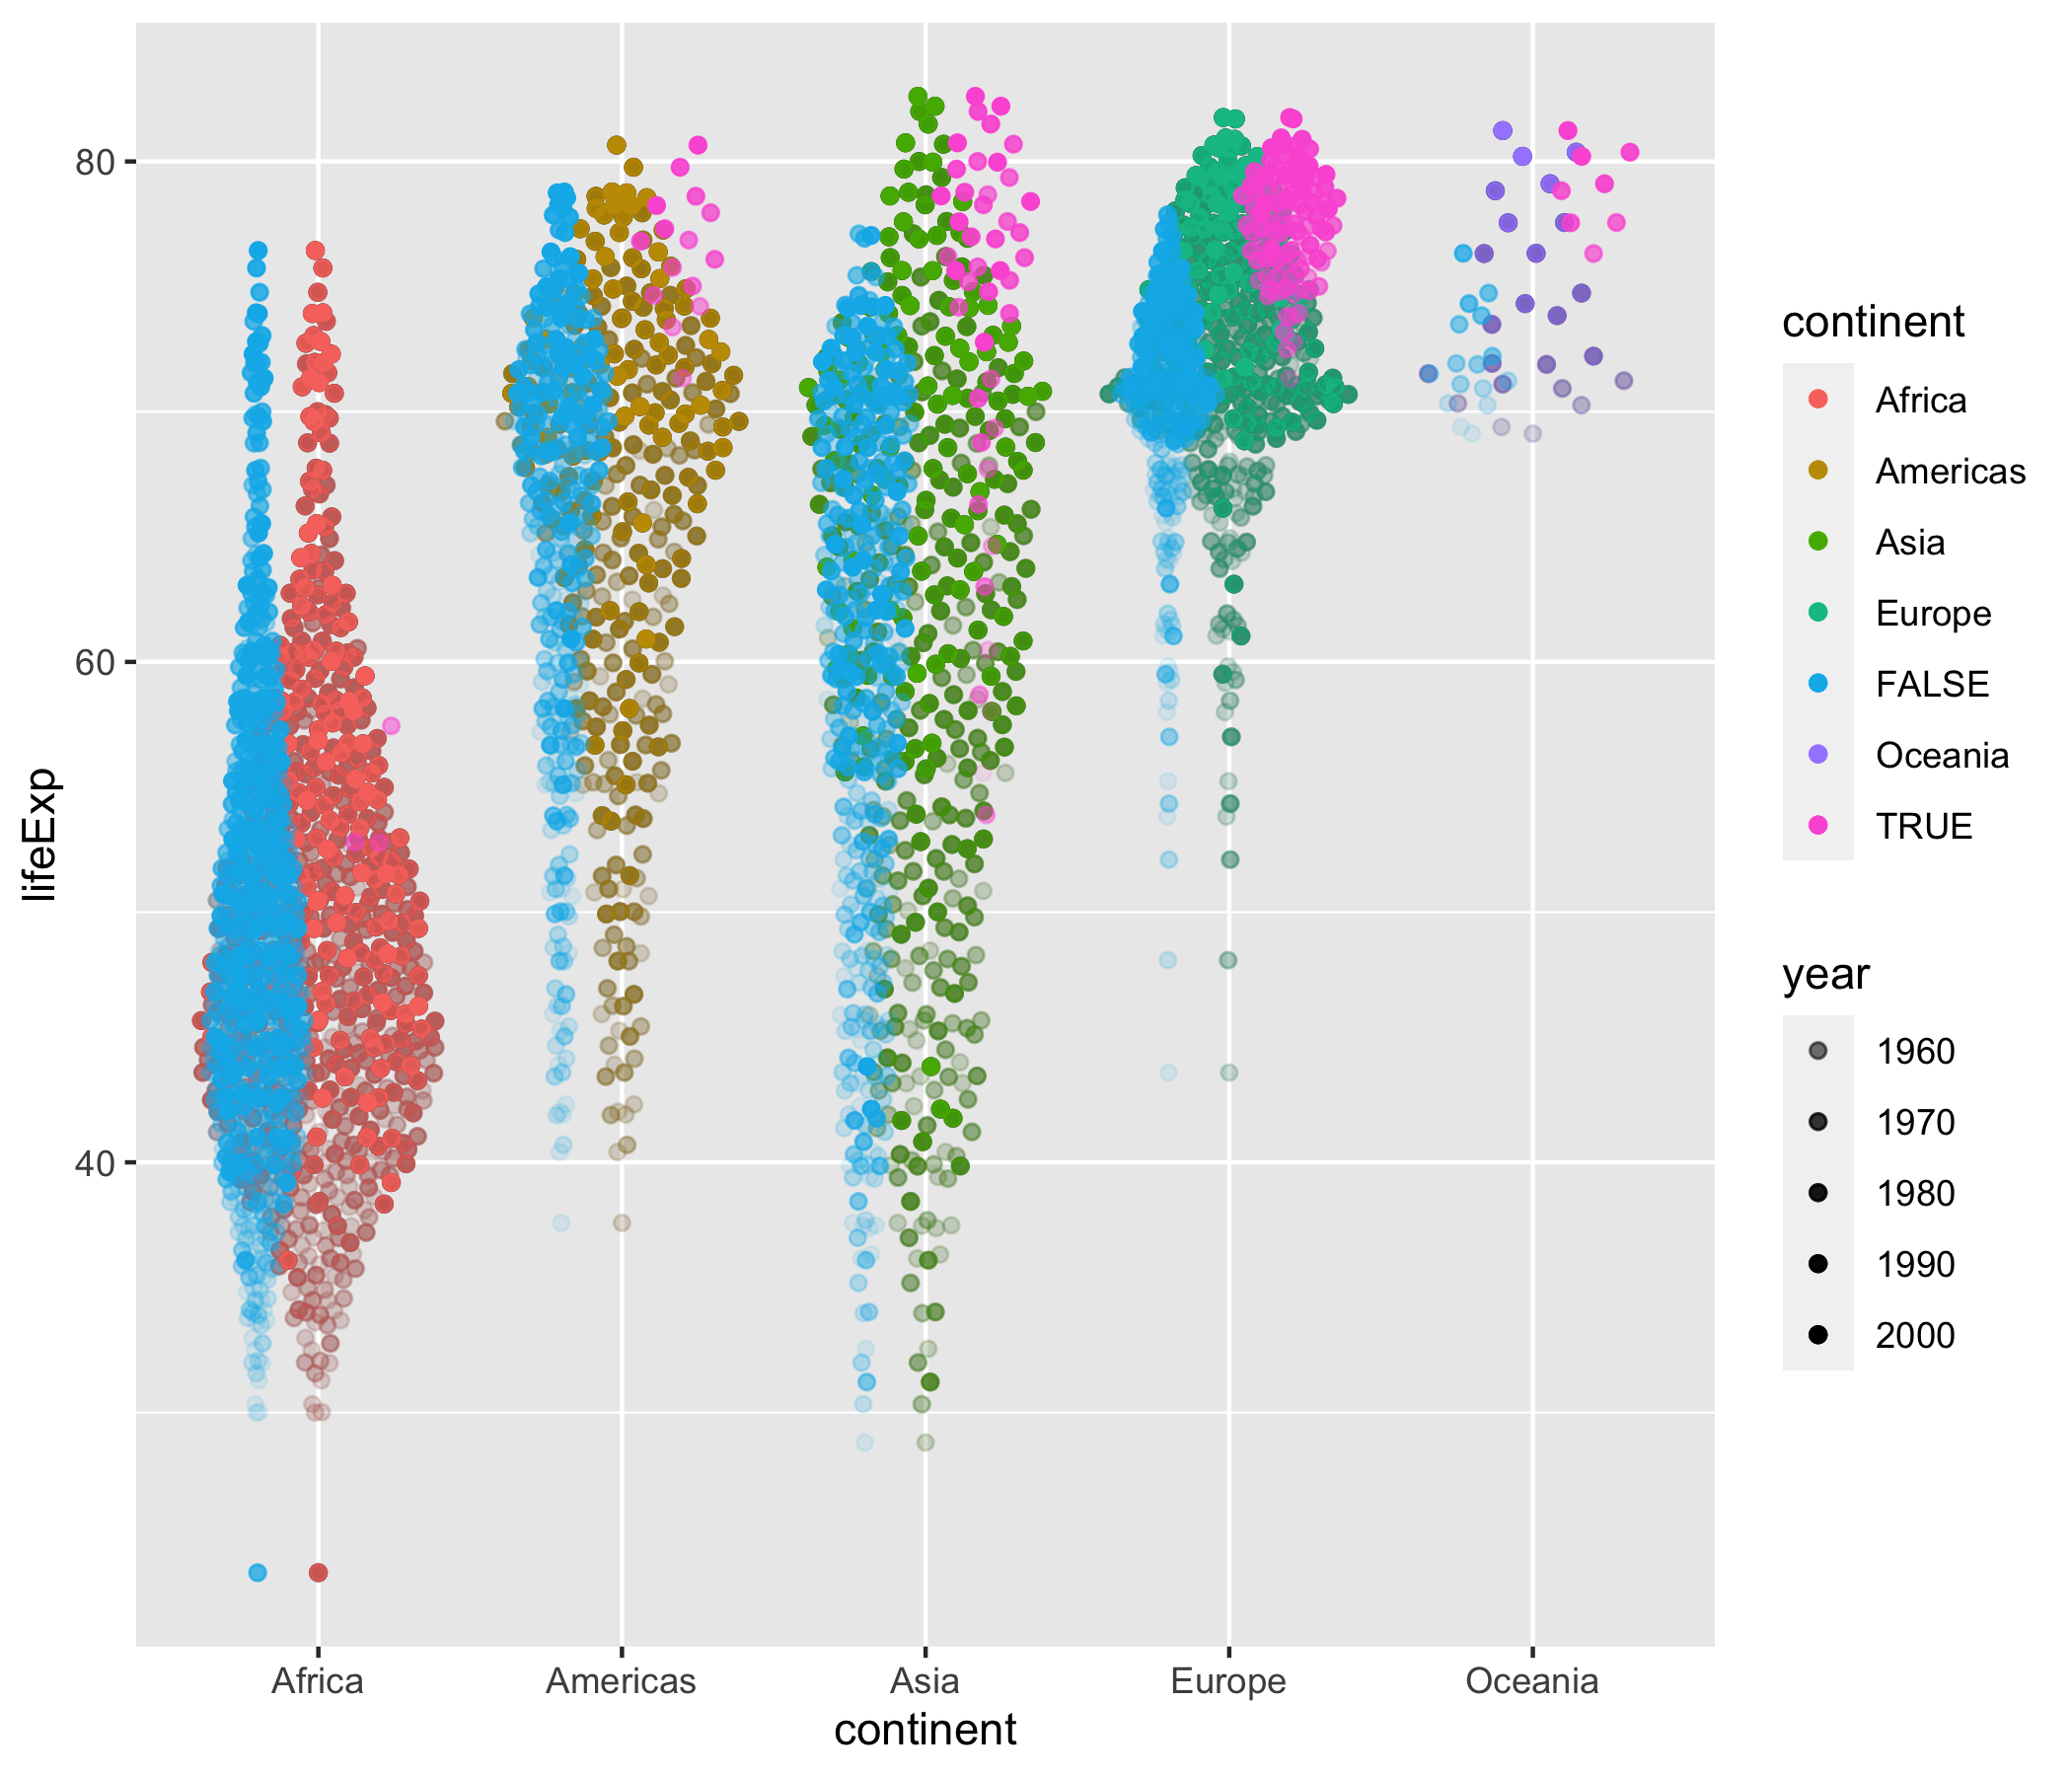 80
60
40
lifeExp
Africa
Americas
Asia
Europe
Oceania
continent
continent
Africa
Americas
Asia
Europe
FALSE
Oceania
TRUE
year
1960
1970
1980
1990
2000